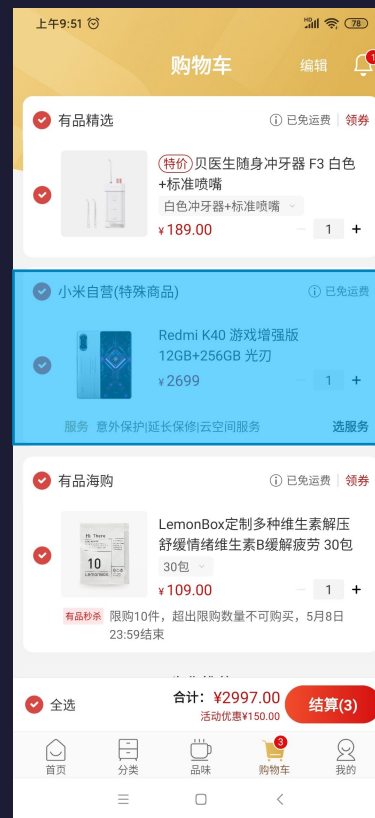 上午9:51
78
购物车
编辑
1
有品精选
已免运费 领券
特价 贝医生随身冲牙器 F3 白色
+标准喷嘴
白色冲牙器+标准喷嘴
¥189.00
1 +
小米自营(特殊商品)
已免运费
Redmi K40 游戏增强版
12GB+256GB 光刃
¥2699
1 +
服务 意外保护|延长保修|云空间服务
选服务
有品海购
已免运费 领券
LemonBox定制多种维生素解压
舒缓情绪维生素B缓解疲劳 30包
Hi There
10
LemonBox
30包
¥109.00
1 +
有品秒杀 限购10件，超出限购数量不可购买，5月8日
23:59结束
全选
合计：¥2997.00
活动优惠¥150.00
结算(3)
3
首页
分类
品味
购物车
我的